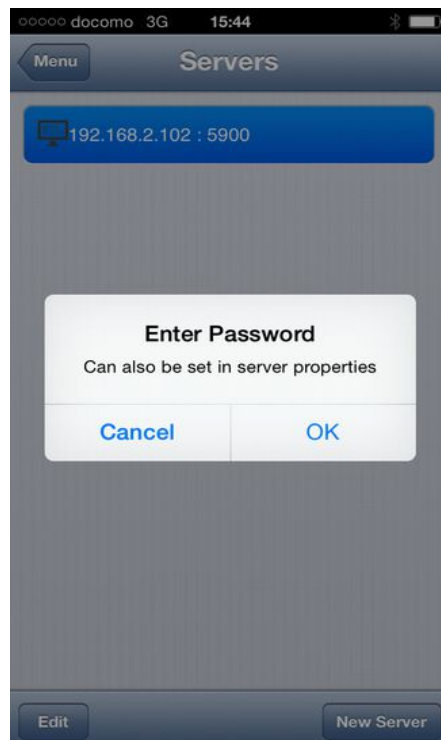 docomo 3G 15:44
Menu Servers
192.168.2.102 : 5900
Enter Password
Can also be set in server properties
Cancel OK
Edit New Server